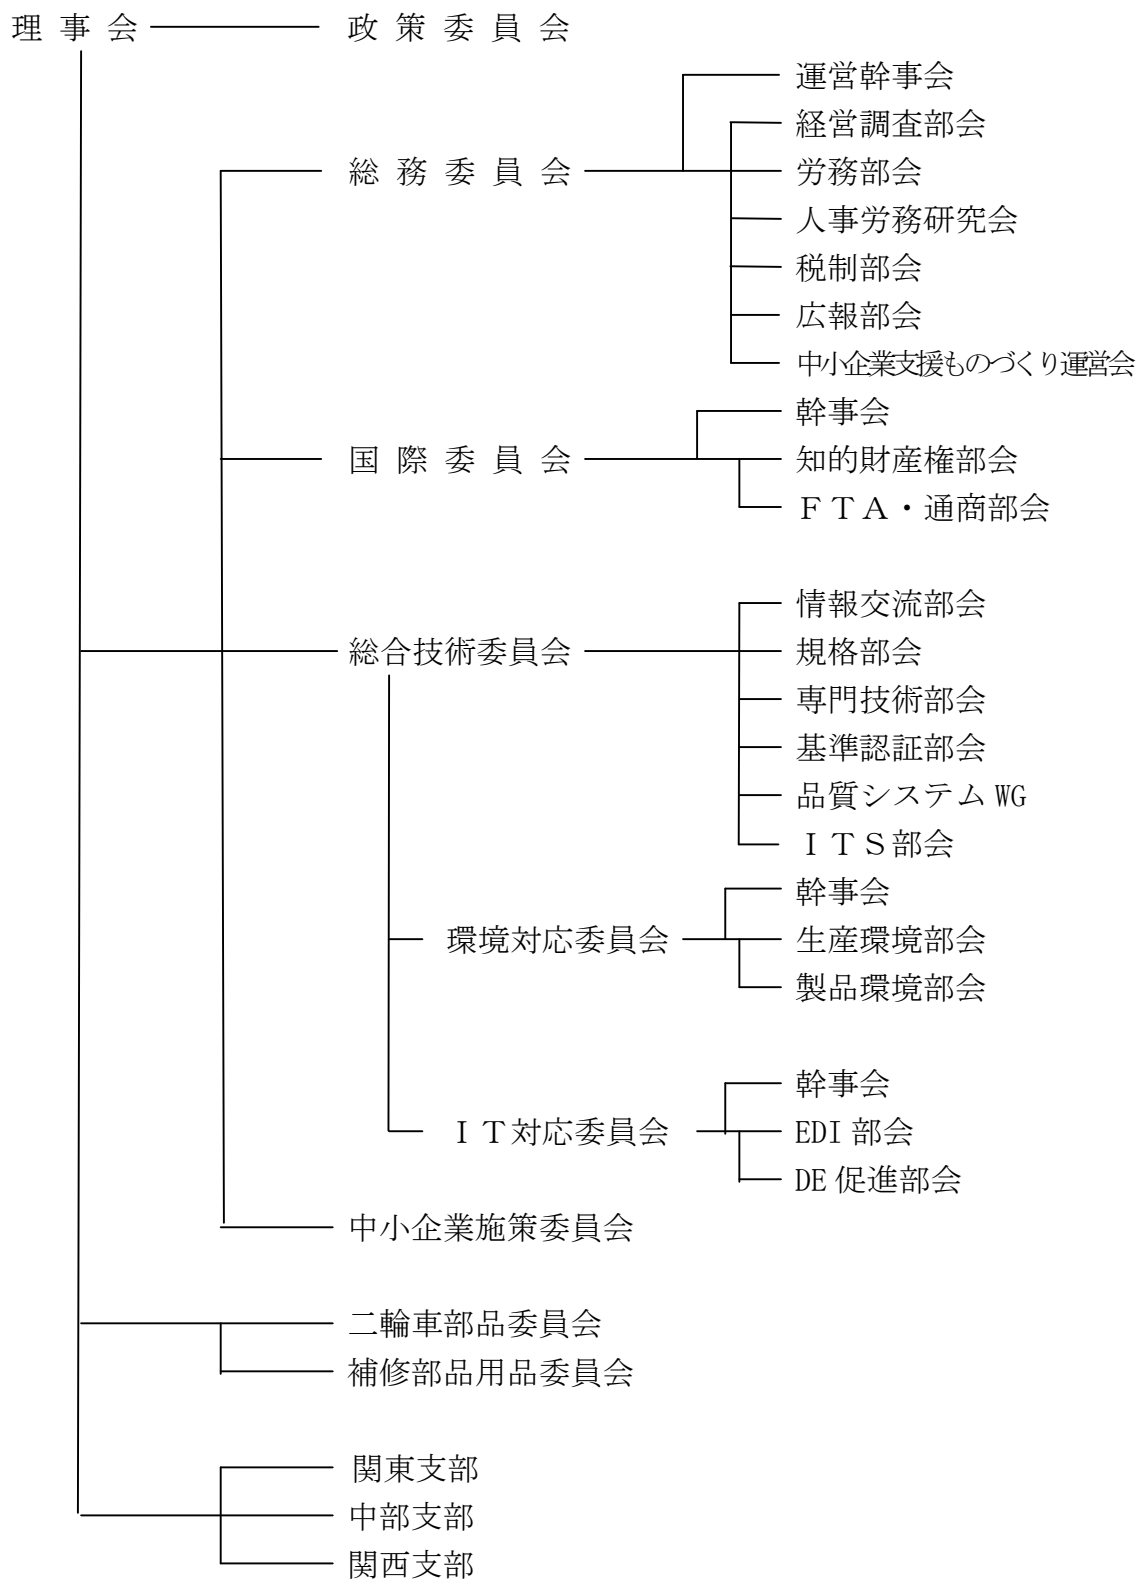 理事会 政策委員会
運営幹事会
経営調査部会
総務委員会 労務部会
人事労務研究会
税制部会
広報部会
中小企業支援ものづくり運営会
幹事会
国際委員会 知的財産権部会
FTA・通商部会
情報交流部会
総合技術委員会 規格部会
専門技術部会
基準認証部会
品質システムWG
ITS部会
幹事会
環境対応委員会 生産環境部会
製品環境部会
幹事会
IT対応委員会 EDI部会
DE促進部会
中小企業施策委員会
二輪車部品委員会
補修部品用品委員会
関東支部
中部支部
関西支部